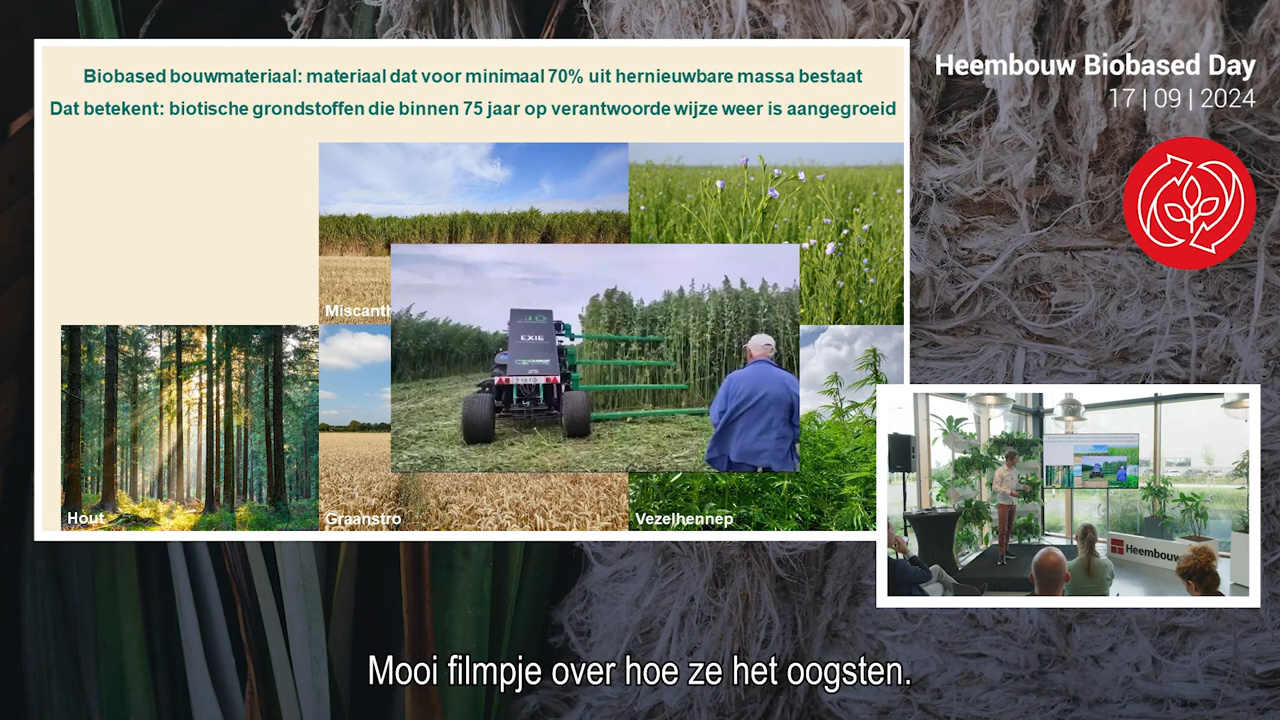 Biobased bouwmateriaal: materiaal dat voor minimaal 70% uit hernieuwbare massa bestaat
Dat betekent: biotische grondstoffen die binnen 75 jaar op verantwoorde wijze weer is aangegroeid
Heembouw Biobased Day
17 | 09 | 2024
Miscanth
EXIE
Hout
Graanstro
Vezelhennep
Heembouw
Mooi filmpje over hoe ze het oogsten.